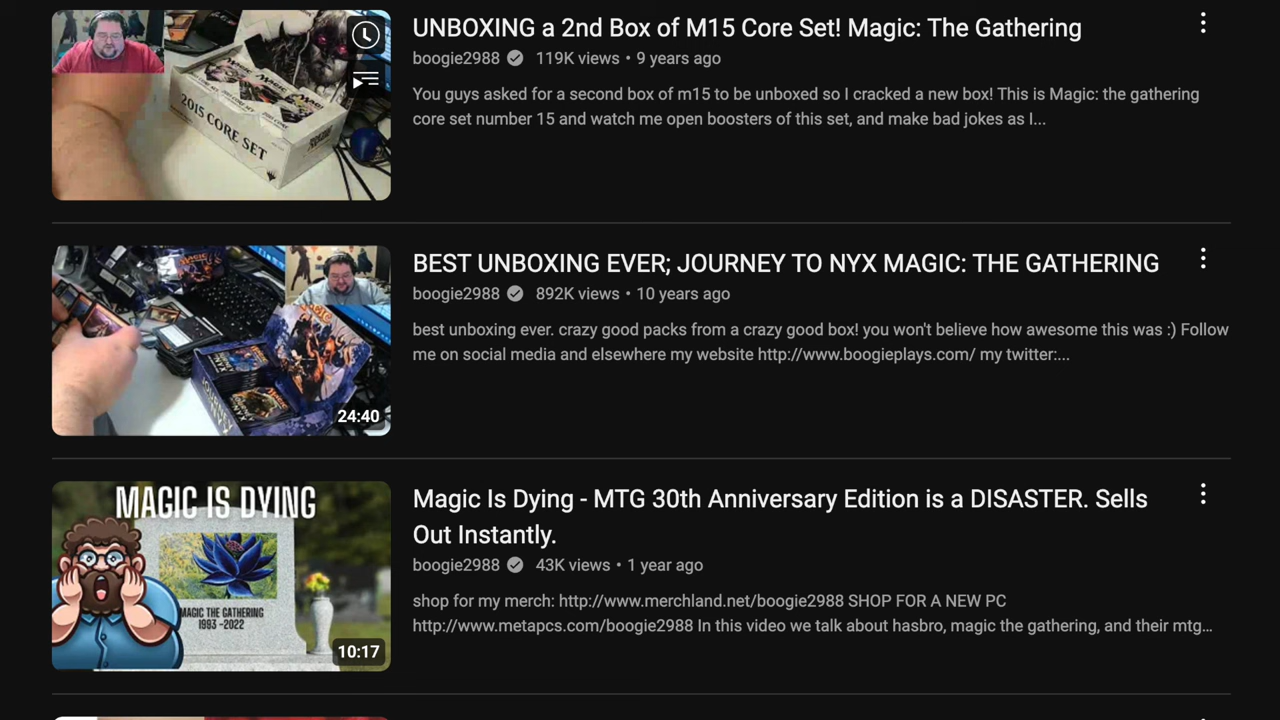 UNBOXING a 2nd Box of M15 Core Set! Magic: The Gathering
boogie2988 119K views • 9 years ago
You guys asked for a second box of m15 to be unboxed so I cracked a new box! This is Magic: the gathering
core set number 15 and watch me open boosters of this set, and make bad jokes as I...
2015 CORE SET
BEST UNBOXING EVER; JOURNEY TO NYX MAGIC: THE GATHERING
boogie2988 892K views • 10 years ago
best unboxing ever. crazy good packs from a crazy good box! you won't believe how awesome this was :) Follow
me on social media and elsewhere my website http://www.boogieplays.com/ my twitter:...
JOURNEY
NYX
24:40
MAGIC IS DYING
MAGIC THE GATHERING
1993 -2022
10:17
Magic Is Dying - MTG 30th Anniversary Edition is a DISASTER. Sells
Out Instantly.
boogie2988 43K views • 1 year ago
shop for my merch: http://www.merchland.net/boogie2988 SHOP FOR A NEW PC
http://www.metapcs.com/boogie2988 In this video we talk about hasbro, magic the gathering, and their mtg...